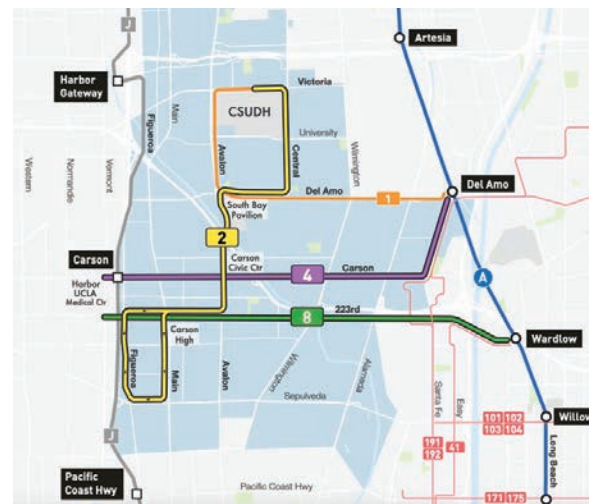 J
Artesia
Harbor
Gateway
Victoria
CSUDH
Main
Figueroa
University
Western
Normandie
Vermont
Avalon
Central
Wilmington
Del Amo
Del Amo
1
South Bay
Pavilion
2
Carson
Carson
Civic Ctr
4
Carson
A
Harbor
UCLA
Medical Ctr
8
223rd
Carson
High
Wardlow
Figueroa
Main
Avalon
Wilmington
Alameda
Santa Fe
Easy
Sepulveda
101 102
103 104
Willow
J
191
192
41
Long Beach
Pacific
Coast Hwy
Pacific Coast Hwy
171 175